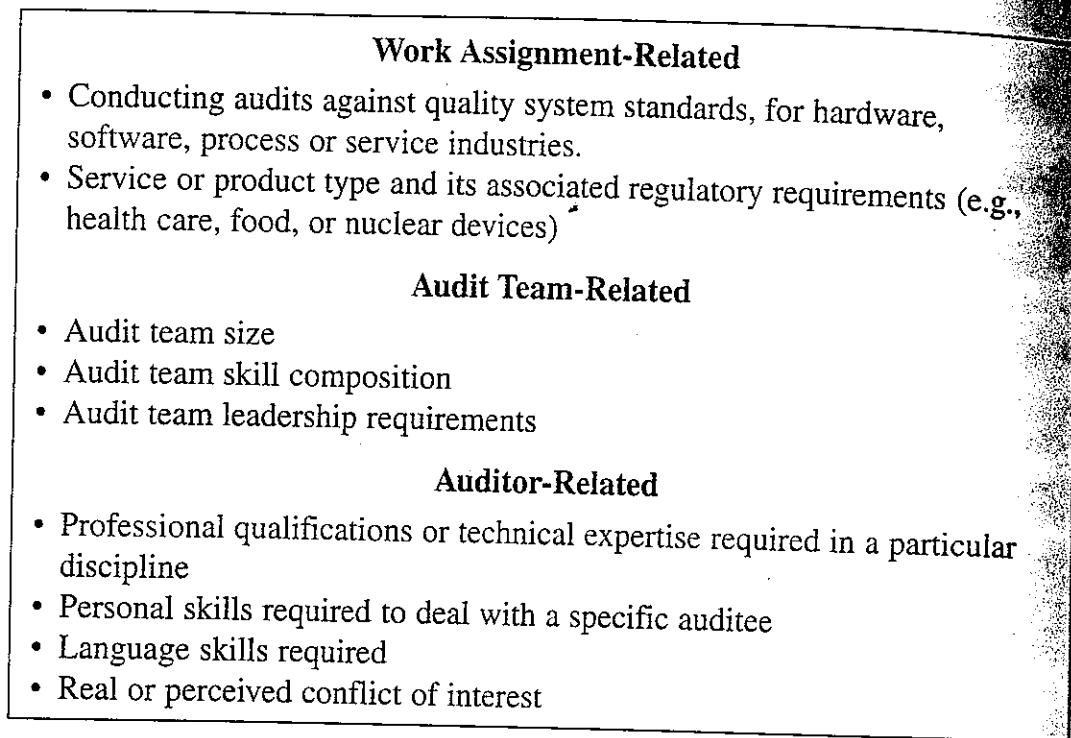 Work Assignment-Related
• Conducting audits against quality system standards, for hardware,
software, process or service industries.
• Service or product type and its associated regulatory requirements (e.g.,
health care, food, or nuclear devices)
Audit Team-Related
• Audit team size
• Audit team skill composition
• Audit team leadership requirements
Auditor-Related
• Professional qualifications or technical expertise required in a particular
discipline
• Personal skills required to deal with a specific auditee
• Language skills required
• Real or perceived conflict of interest